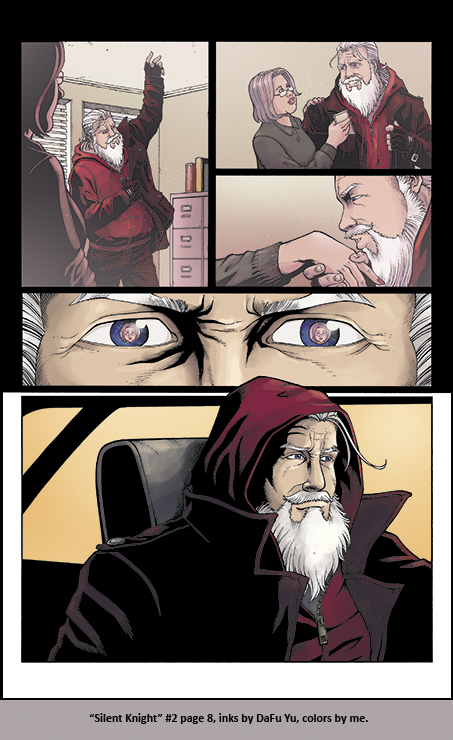 “Silent Knight” #2 page 8, inks by DaFu Yu, colors by me.